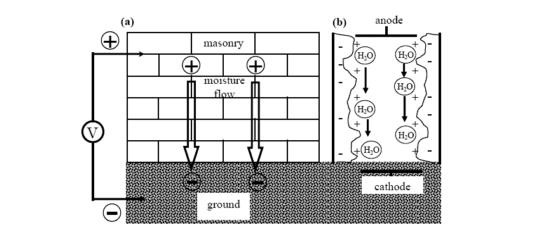 (a)
masonry
moisture
flow
V
ground
(b)
anode
H₂O
H₂O
H₂O
H₂O
H₂O
H₂O
cathode